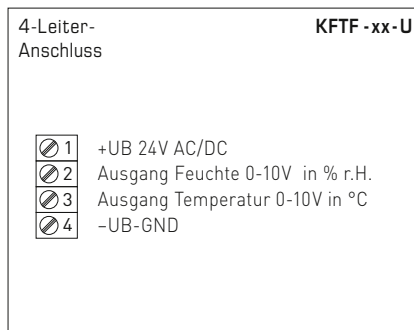 4-Leiter- KFTF -xx-U
Anschluss
1 +UB 24V AC/DC
2 Ausgang Feuchte 0-10V in % r.H.
3 Ausgang Temperatur 0-10V in °C
4 –UB-GND